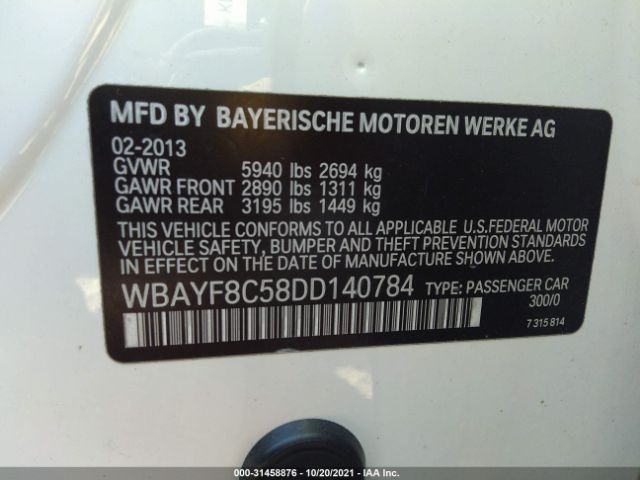 MFD BY BAYERISCHE MOTOREN WERKE AG
02-2013
GVWR 5940 lbs 2694 kg
GAWR FRONT 2890 lbs 1311 kg
GAWR REAR 3195 lbs 1449 kg
THIS VEHICLE CONFORMS TO ALL APPLICABLE U.S.FEDERAL MOTOR
VEHICLE SAFETY, BUMPER AND THEFT PREVENTION STANDARDS
IN EFFECT ON THE DATE OF MANUFACTURE SHOWN ABOVE.
WBAYF8C58DD140784 TYPE: PASSENGER CAR
300/0
7 315 814
000-31458876 - 10/20/2021 - IAA Inc.